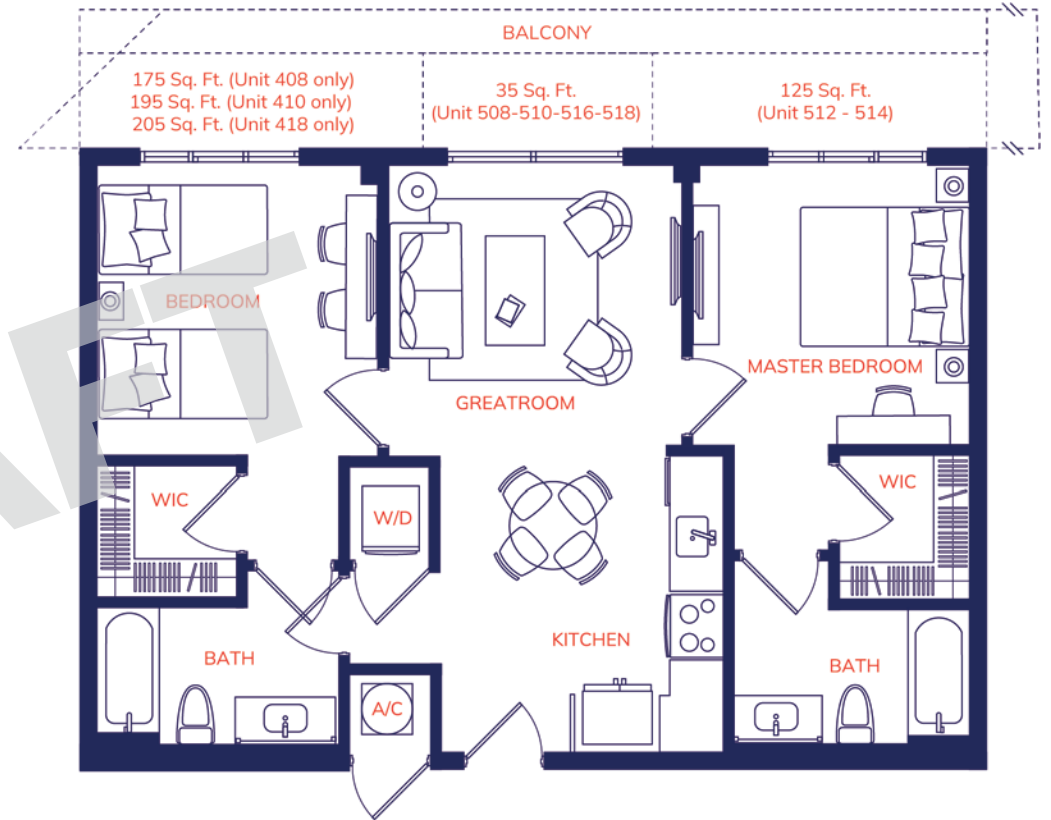 BALCONY
175 Sq. Ft. (Unit 408 only)
195 Sq. Ft. (Unit 410 only)
205 Sq. Ft. (Unit 418 only)
35 Sq. Ft.
(Unit 508-510-516-518)
125 Sq. Ft.
(Unit 512 - 514)
BEDROOM
MASTER BEDROOM
GREATROOM
WIC
W/D
WIC
KITCHEN
BATH
BATH
A/C
AFT